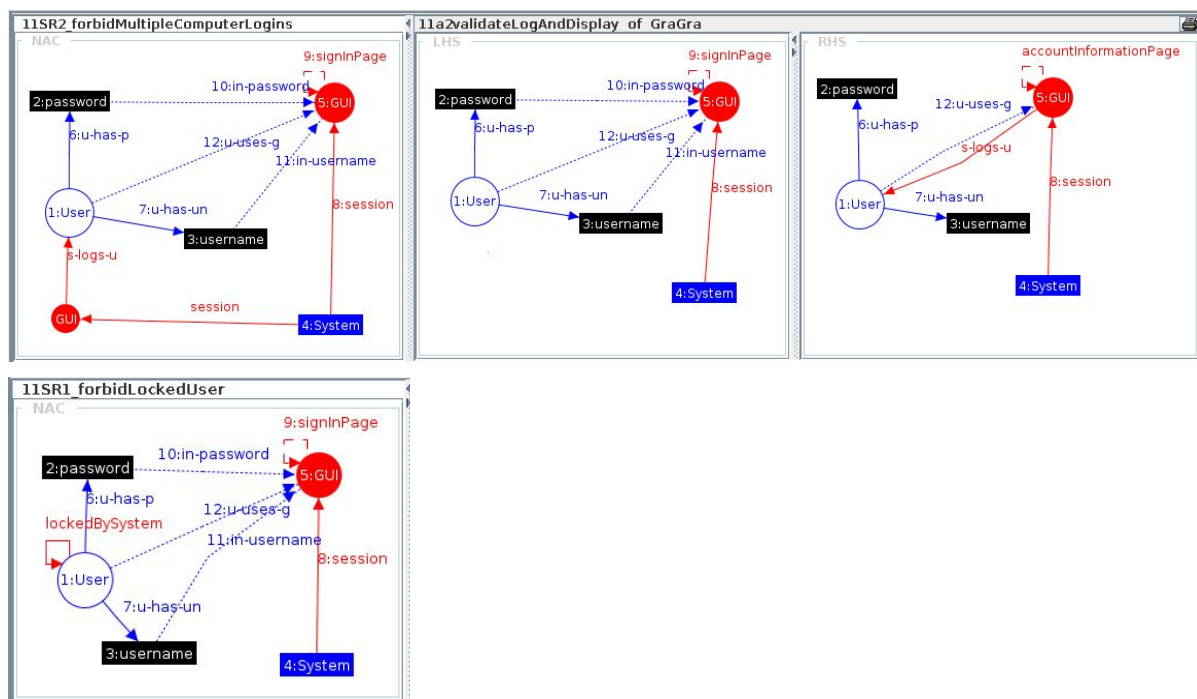 11SR2_forbidMultipleComputerLogins
NAC
9:signInPage
10:in-password
2:password
5:GUI
6:u-has-p
12:u-uses-g
11:in-username
1:User
7:u-has-un
8:session
3:username
s-logs-u
session
GUI
4:System
11a2validateLogAndDisplay of GraGra
LHS
9:signInPage
10:in-password
2:password
5:GUI
6:u-has-p
12:u-uses-g
11:in-username
1:User
7:u-has-un
8:session
3:username
4:System
RHS
accountInformationPage
2:password
5:GUI
12:u-uses-g
6:u-has-p
s-logs-u
8:session
1:User
7:u-has-un
3:username
4:System
11SR1_forbidLockedUser
NAC
9:signInPage
10:in-password
2:password
5:GUI
6:u-has-p
12:u-uses-g
lockedBySystem
11:in-username
8:session
1:User
7:u-has-un
3:username
4:System